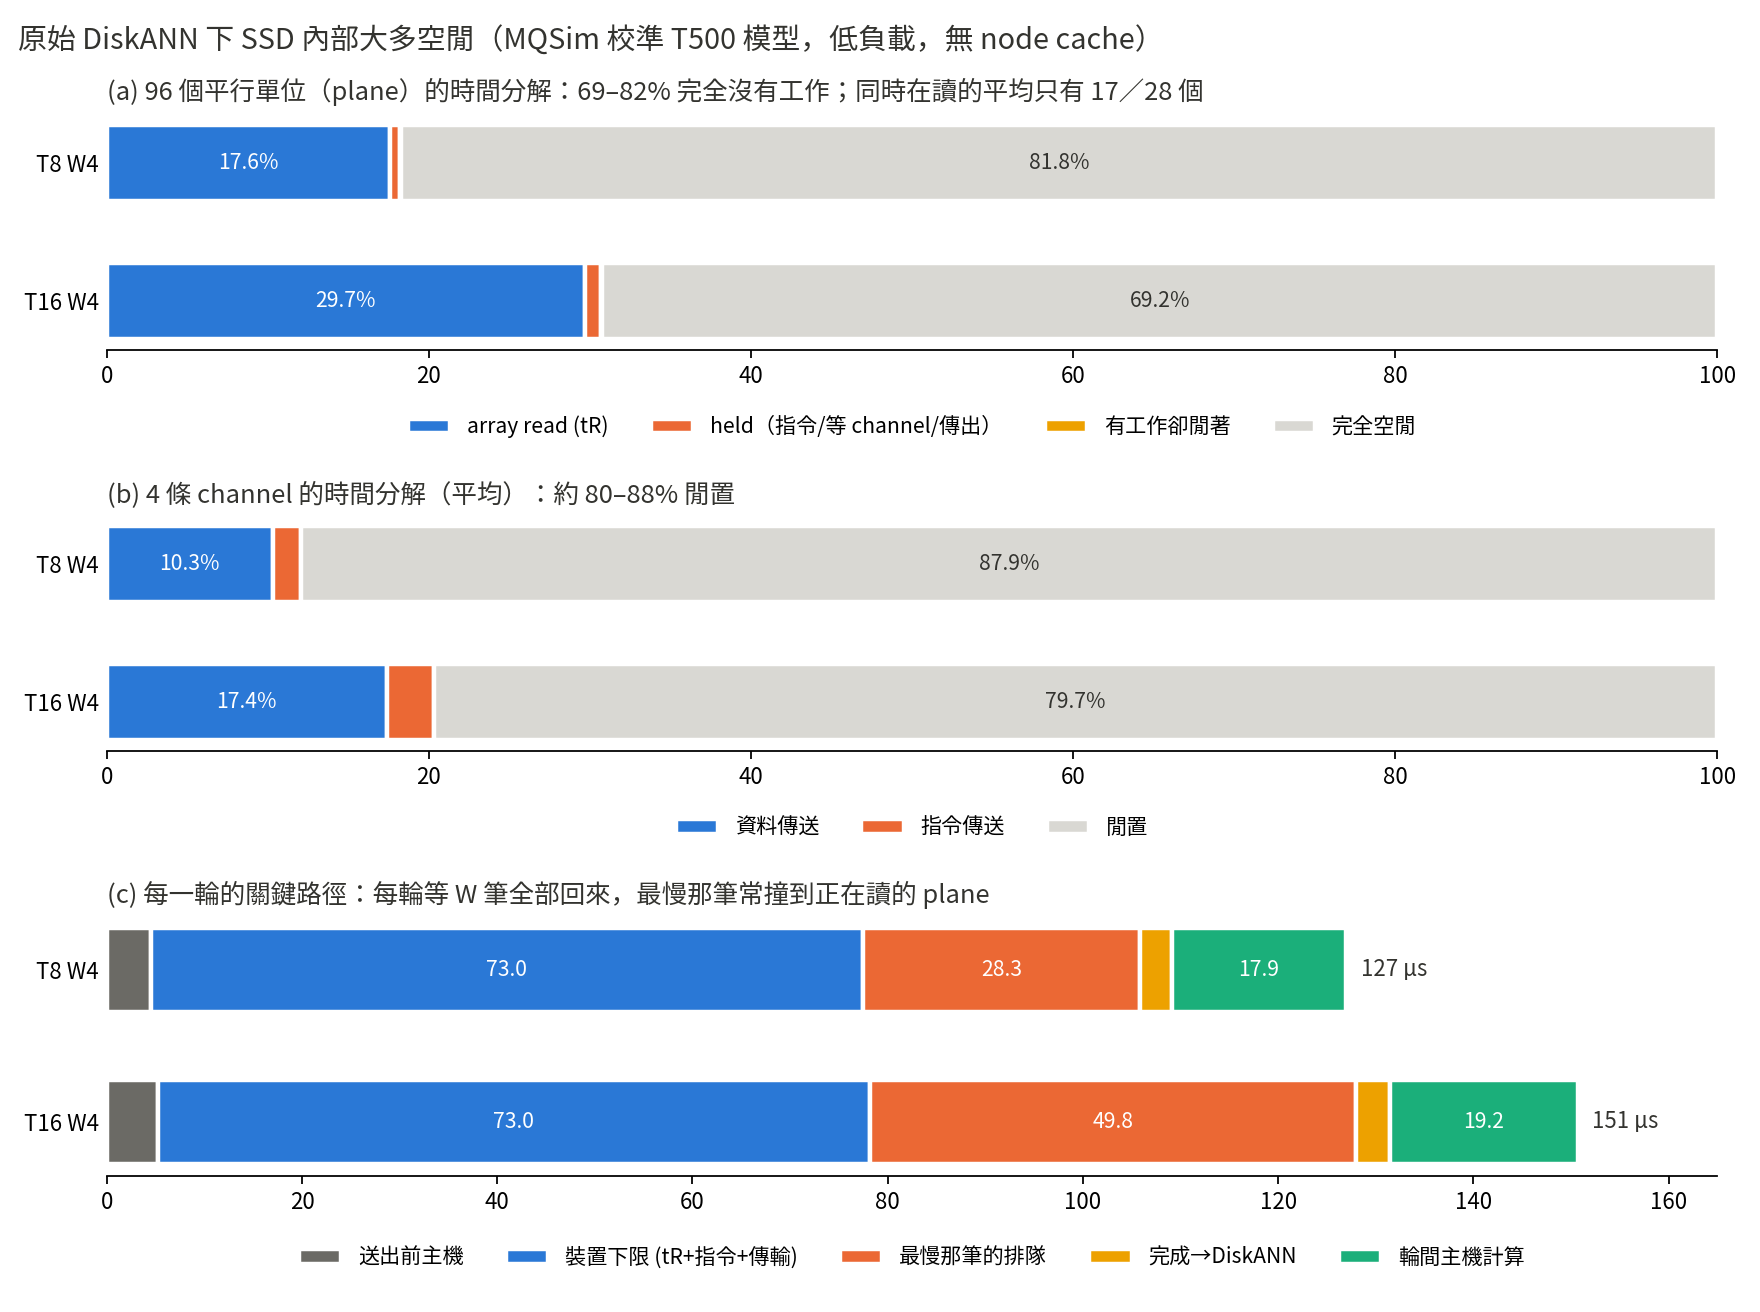 原始 DiskANN 下 SSD 內部大多空閒（MQSim 校準 T500 模型，低負載，無 node cache）
(a) 96 個平行單位（plane）的時間分解：69–82% 完全沒有工作；同時在讀的平均只有 17／28 個
T8 W4
17.6%
81.8%
T16 W4
29.7%
69.2%
0 20 40 60 80 100
array read (tR) held（指令/等 channel/傳出） 有工作卻閒著 完全空閒
(b) 4 條 channel 的時間分解（平均）：約 80–88% 閒置
T8 W4
10.3%
87.9%
T16 W4
17.4%
79.7%
0 20 40 60 80 100
資料傳送 指令傳送 閒置
(c) 每一輪的關鍵路徑：每輪等 W 筆全部回來，最慢那筆常撞到正在讀的 plane
T8 W4
73.0
28.3
17.9
127 µs
T16 W4
73.0
49.8
19.2
151 µs
0 20 40 60 80 100 120 140 160
送出前主機 裝置下限 (tR+指令+傳輸) 最慢那筆的排隊 完成→DiskANN 輪間主機計算